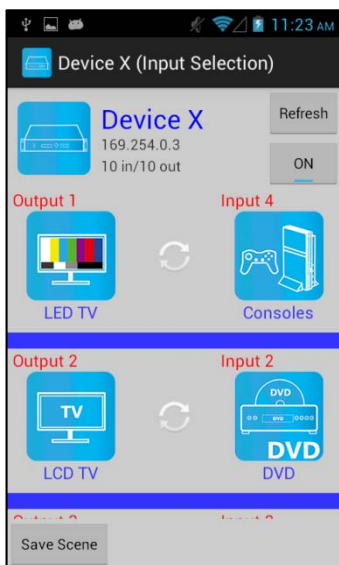 11:23 AM
Device X (Input Selection)
Device X
169.254.0.3
10 in/10 out
Refresh
ON
Output 1
Input 4
LED TV
Consoles
Output 2
Input 2
TV
DVD
DVD
DVD
LCD TV
DVD
Save Scene